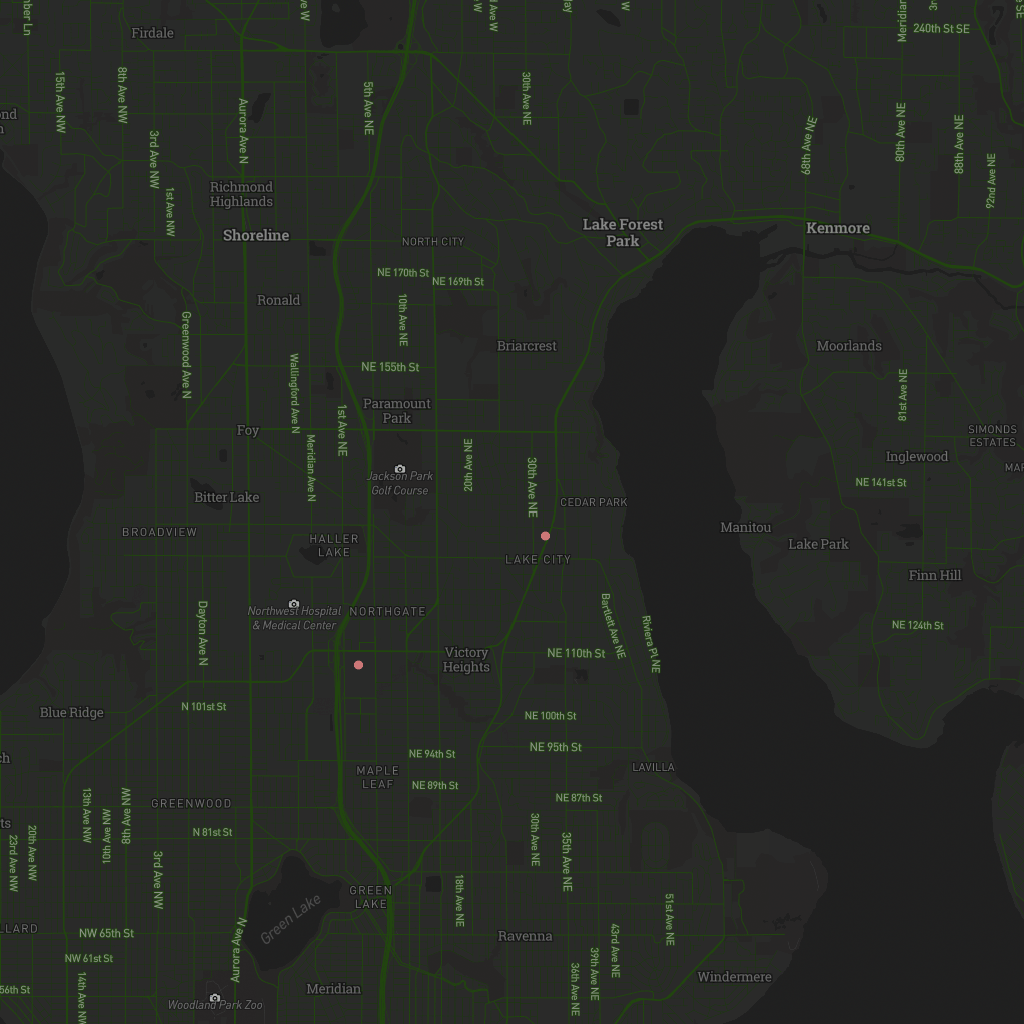 240th St SE
Firdale
15th Ave NW
8th Ave NW
Aurora Ave N
5th Ave NE
30th Ave NE
68th Ave NE
80th Ave NE
88th Ave NE
92nd Ave NE
3rd Ave NW
1st Ave NW
Richmond
Highlands
Shoreline
NORTH CITY
Lake Forest
Park
Kenmore
NE 170th St
NE 169th St
Ronald
10th Ave NE
Greenwood Ave N
Briarcrest
Moorlands
NE 155th St
Wallingford Ave N
81st Ave NE
Paramount
Park
1st Ave NE
Foy
Meridian Ave N
20th Ave NE
SIMONDS
ESTATES
Inglewood
Jackson Park
Golf Course
30th Ave NE
NE 141st St
Bitter Lake
CEDAR PARK
BROADVIEW
Manitou
HALLER
LAKE
Lake Park
LAKE CITY
Finn Hill
Northwest Hospital
& Medical Center
NORTHGATE
Dayton Ave N
Bartlett Ave NE
Riviera Pl NE
NE 124th St
Victory
Heights
NE 110th St
N 101st St
Blue Ridge
NE 100th St
NE 94th St
NE 95th St
MAPLE
LEAF
LAVILLA
NE 89th St
NE 87th St
GREENWOOD
13th Ave NW
10th Ave NW
8th Ave NW
N 81st St
20th Ave NW
23rd Ave NW
3rd Ave NW
30th Ave NE
35th Ave NE
GREEN
LAKE
18th Ave NE
51st Ave NE
Green Lake
Aurora Ave N
NW 65th St
Ravenna
43rd Ave NE
NW 61st St
39th Ave NE
36th Ave NE
Windermere
56th St
14th Ave NW
Meridian
Woodland Park Zoo